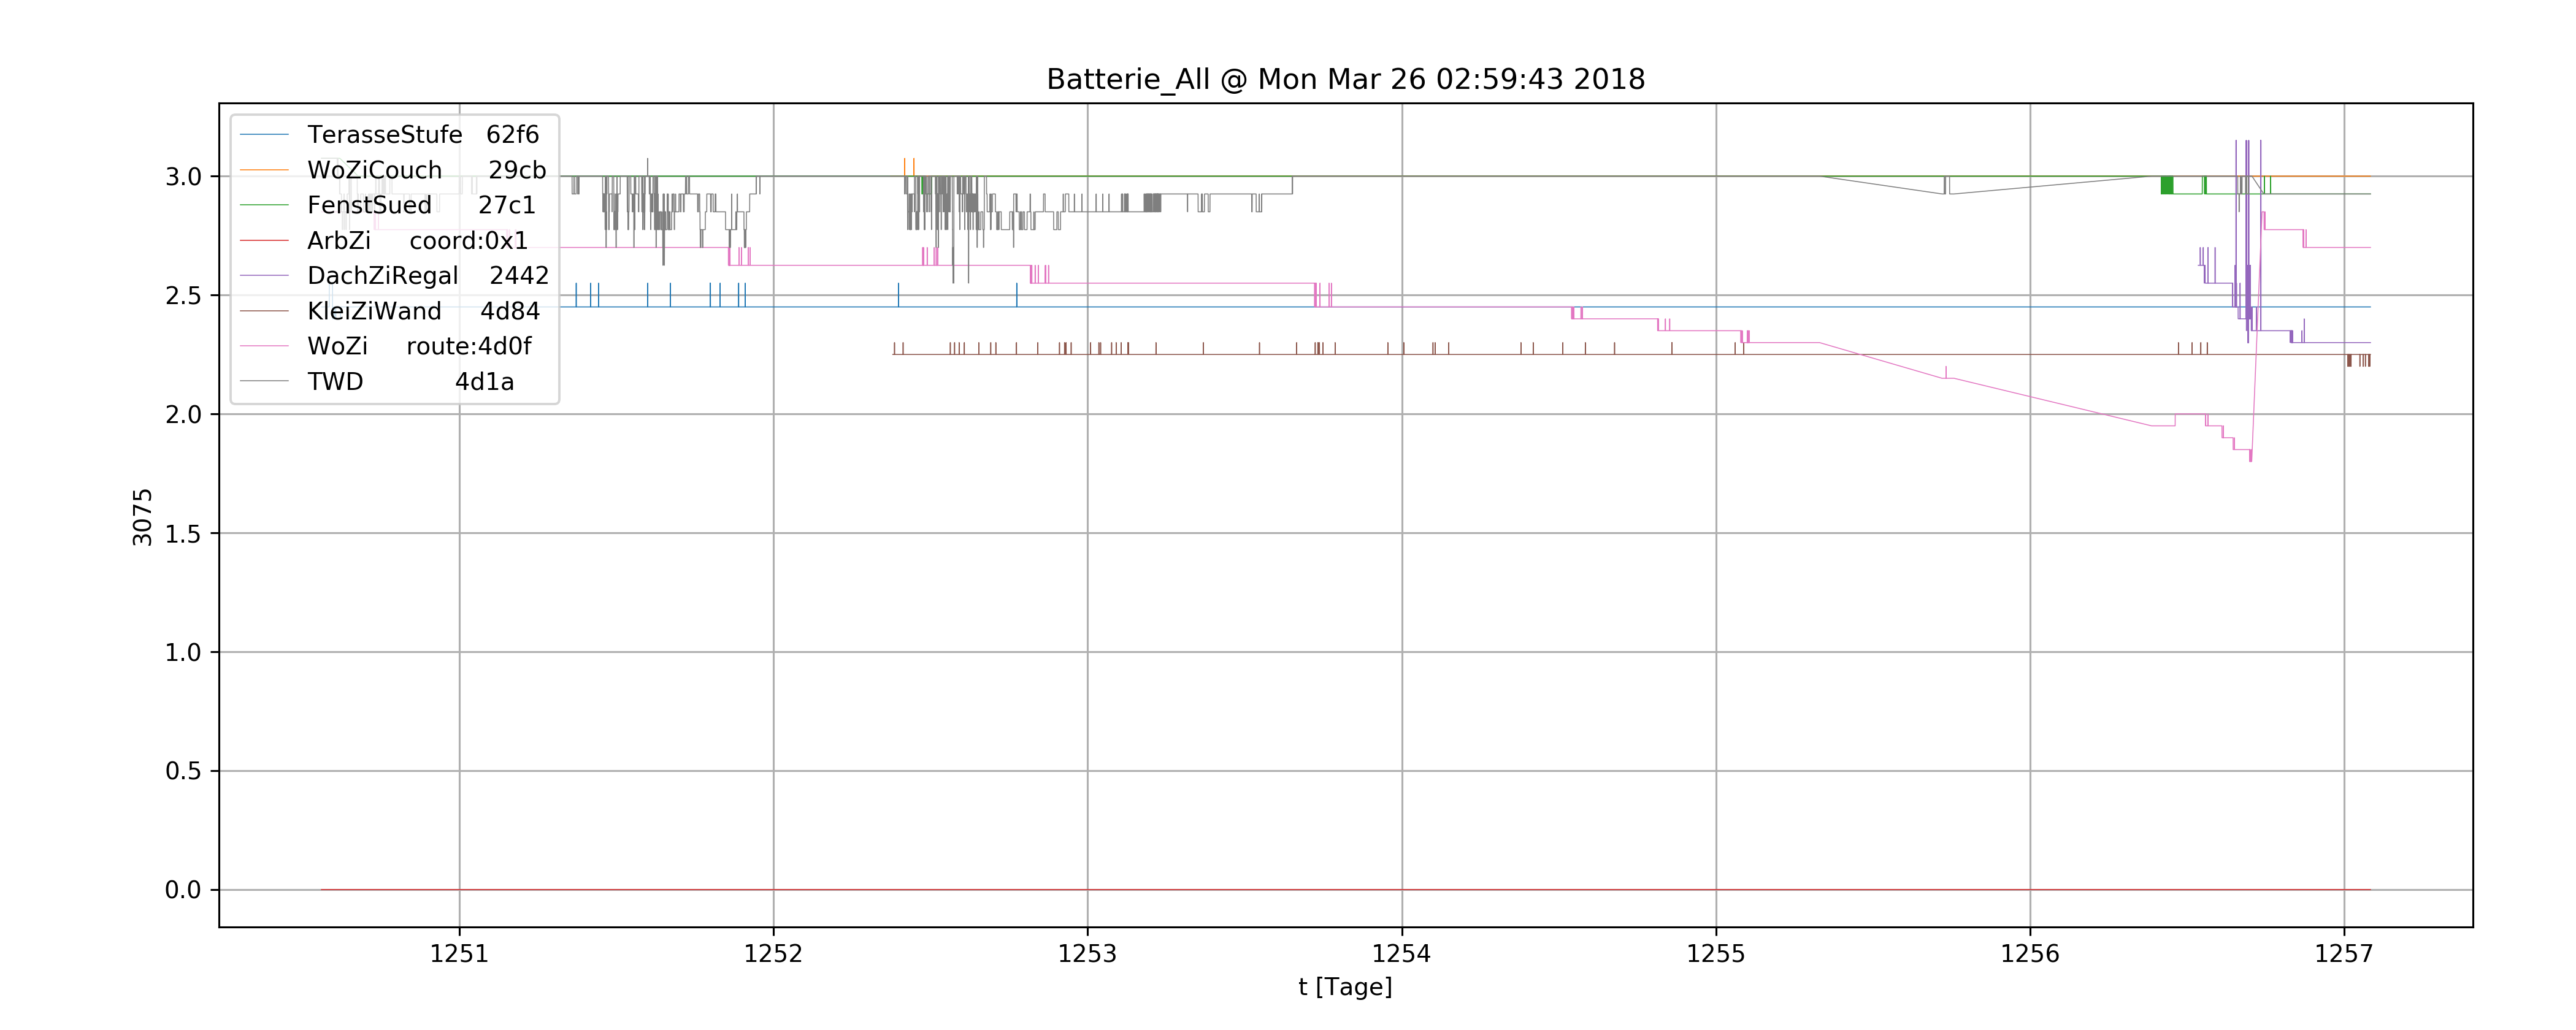 Batterie_All @ Mon Mar 26 02:59:43 2018
TerasseStufe 62f6
WoZiCouch 29cb
FenstSued 27c1
ArbZi coord:0x1
DachZiRegal 2442
KleiZiWand 4d84
WoZi route:4d0f
TWD 4d1a
3.0
2.5
2.0
1.5
1.0
0.5
0.0
3075
1251 1252 1253 1254 1255 1256 1257
t [Tage]